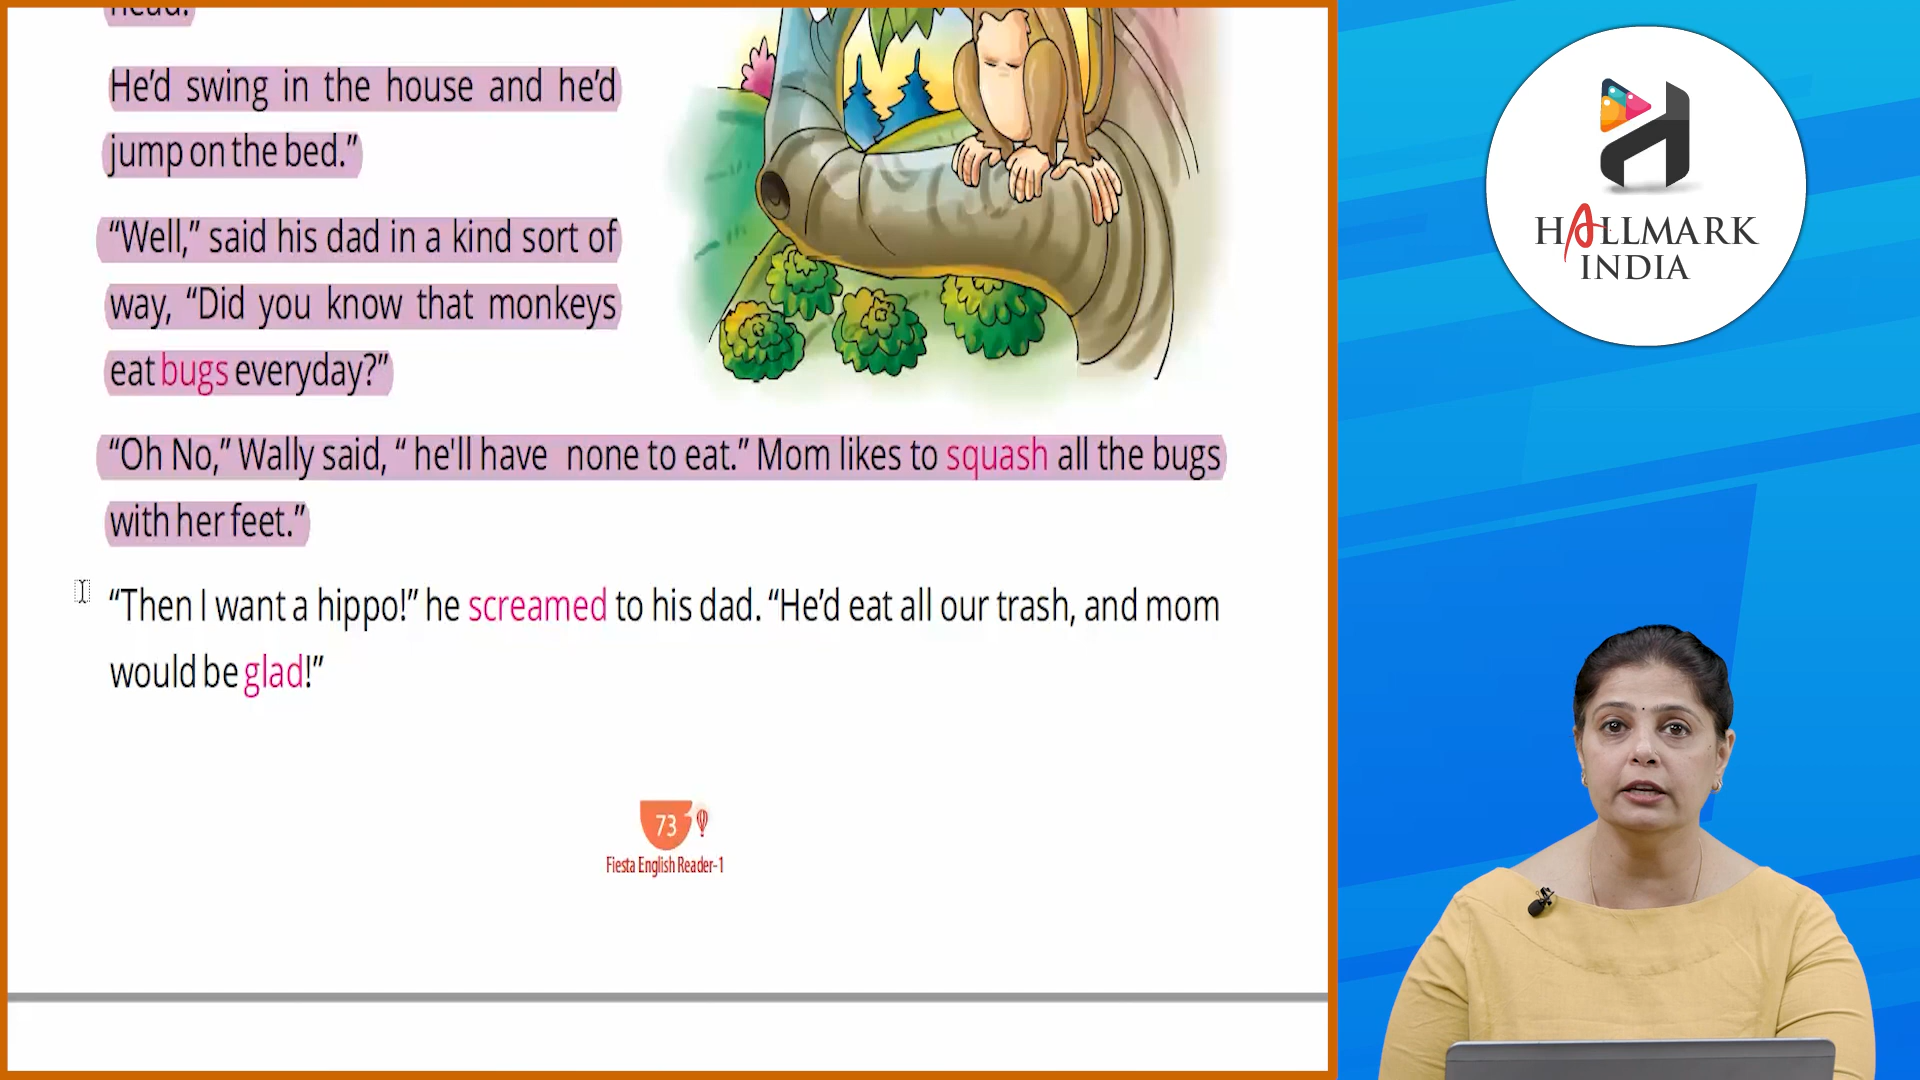 head.
He’d swing in the house and he’d
jump on the bed.”
“Well,” said his dad in a kind sort of
way, “Did you know that monkeys
eat bugs everyday?”
“Oh No,” Wally said, “ he'll have none to eat.” Mom likes to squash all the bugs
with her feet.”
“Then I want a hippo!” he screamed to his dad. “He’d eat all our trash, and mom
would be glad!”
73
Fiesta English Reader-1
HALLMARK
INDIA